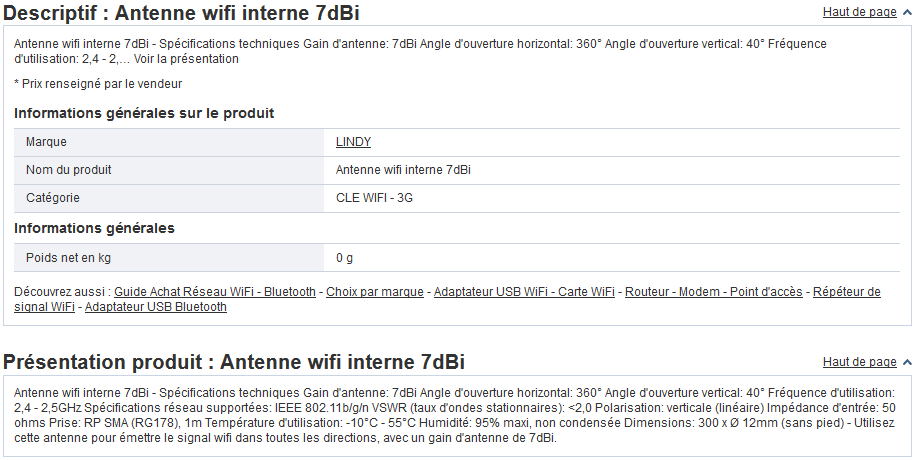 Descriptif : Antenne wifi interne 7dBi
Haut de page
Antenne wifi interne 7dBi - Spécifications techniques Gain d'antenne: 7dBi Angle d'ouverture horizontal: 360° Angle d'ouverture vertical: 40° Fréquence
d'utilisation: 2,4 - 2,... Voir la présentation
* Prix renseigné par le vendeur
Informations générales sur le produit
Marque LINDY
Nom du produit Antenne wifi interne 7dBi
Catégorie CLE WIFI - 3G
Informations générales
Poids net en kg 0 g
Découvrez aussi : Guide Achat Réseau WiFi - Bluetooth - Choix par marque - Adaptateur USB WiFi - Carte WiFi - Routeur - Modem - Point d'accès - Répéteur de
signal WiFi - Adaptateur USB Bluetooth
Présentation produit : Antenne wifi interne 7dBi
Haut de page
Antenne wifi interne 7dBi - Spécifications techniques Gain d'antenne: 7dBi Angle d'ouverture horizontal: 360° Angle d'ouverture vertical: 40° Fréquence d'utilisation:
2,4 - 2,5GHz Spécifications réseau supportées: IEEE 802.11b/g/n VSWR (taux d'ondes stationnaires): <2,0 Polarisation: verticale (linéaire) Impédance d'entrée: 50
ohms Prise: RP SMA (RG178), 1m Température d'utilisation: -10°C - 55°C Humidité: 95% maxi, non condensée Dimensions: 300 x Ø 12mm (sans pied) - Utilisez
cette antenne pour émettre le signal wifi dans toutes les directions, avec un gain d'antenne de 7dBi.